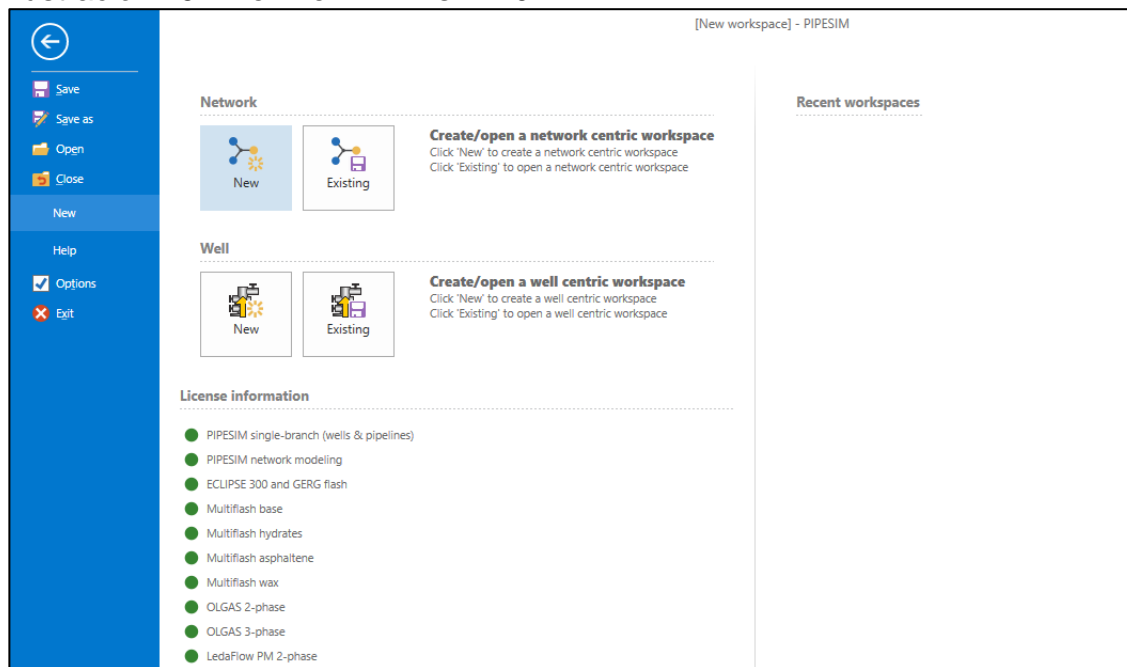 [New workspace] - PIPESIM
Save
Save as
Open
Close
New
Help
Options
Exit
Network
New
Existing
Create/open a network centric workspace
Click 'New' to create a network centric workspace
Click 'Existing' to open a network centric workspace
Well
New
Existing
Create/open a well centric workspace
Click 'New' to create a well centric workspace
Click 'Existing' to open a well centric workspace
License information
PIPESIM single-branch (wells & pipelines)
PIPESIM network modeling
ECLIPSE 300 and GERG flash
Multiflash base
Multiflash hydrates
Multiflash asphaltene
Multiflash wax
OLGAS 2-phase
OLGAS 3-phase
LedaFlow PM 2-phase
Recent workspaces